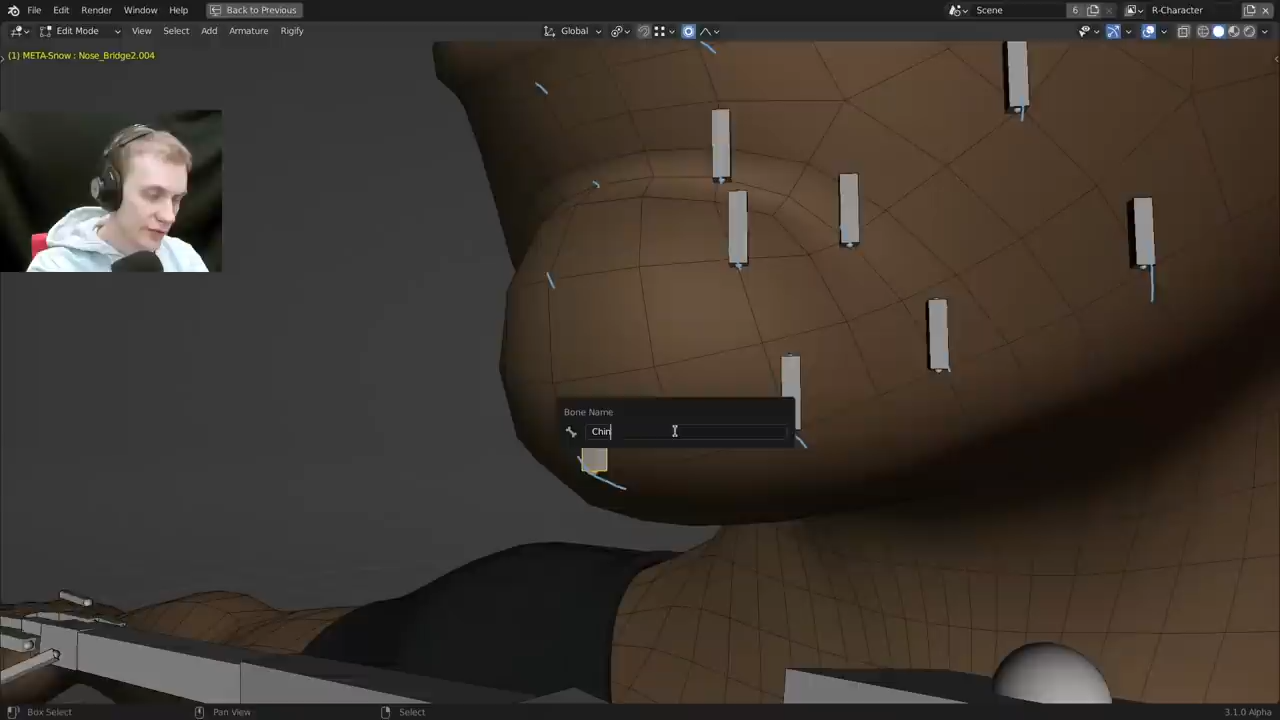 File Edit Render Window Help Back to Previous Scene 6 R-Character
Edit Mode View Select Add Armature Rigify Global
(1) META-Snow : Nose_Bridge2.004
Bone Name
Chin
Box Select Pan View Select 3.1.0 Alpha